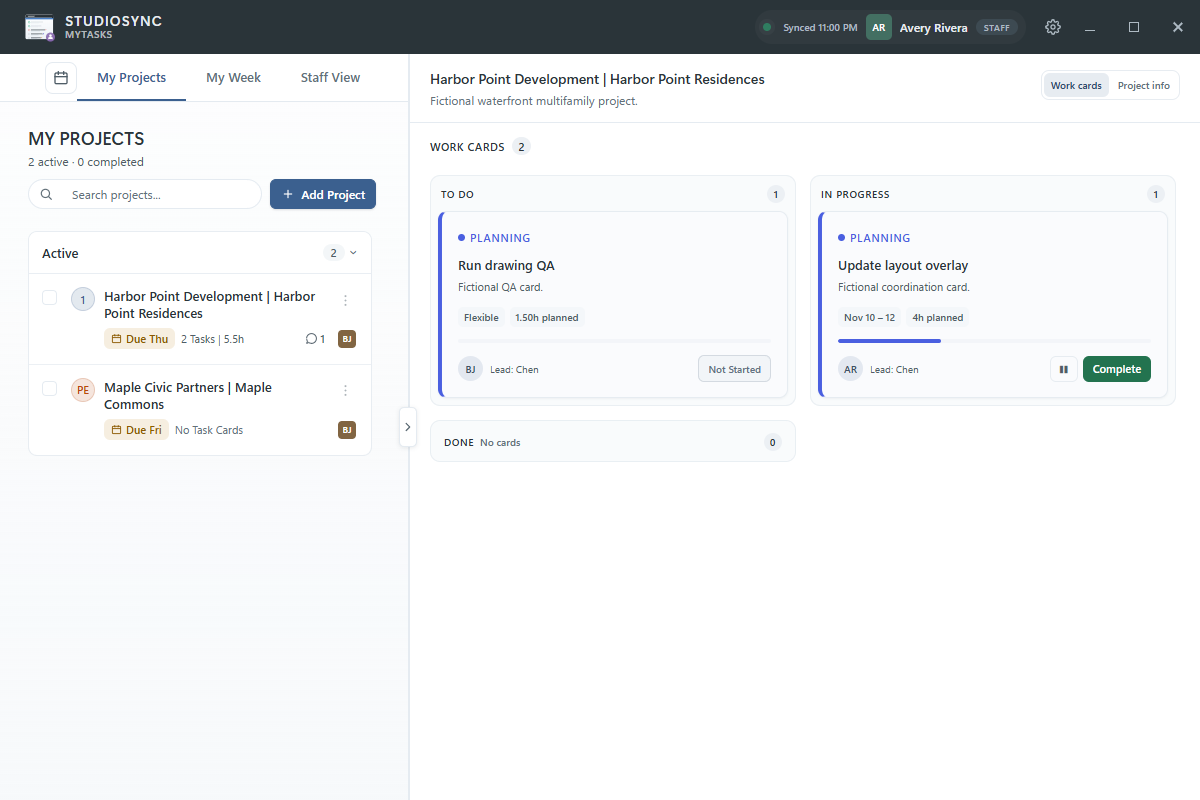 STUDIOSYNC
MYTASKS
Synced 11:00 PM
AR
Avery Rivera
STAFF
My Projects
My Week
Staff View
MY PROJECTS
2 active · 0 completed
Search projects...
+ Add Project
Active
2
1
Harbor Point Development | Harbor
Point Residences
Due Thu
2 Tasks | 5.5h
1
BJ
PE
Maple Civic Partners | Maple
Commons
Due Fri
No Task Cards
BJ
Harbor Point Development | Harbor Point Residences
Fictional waterfront multifamily project.
Work cards
Project info
WORK CARDS
2
TO DO
1
PLANNING
Run drawing QA
Fictional QA card.
Flexible
1.50h planned
BJ
Lead: Chen
Not Started
IN PROGRESS
1
PLANNING
Update layout overlay
Fictional coordination card.
Nov 10 – 12
4h planned
AR
Lead: Chen
Complete
DONE
No cards
0